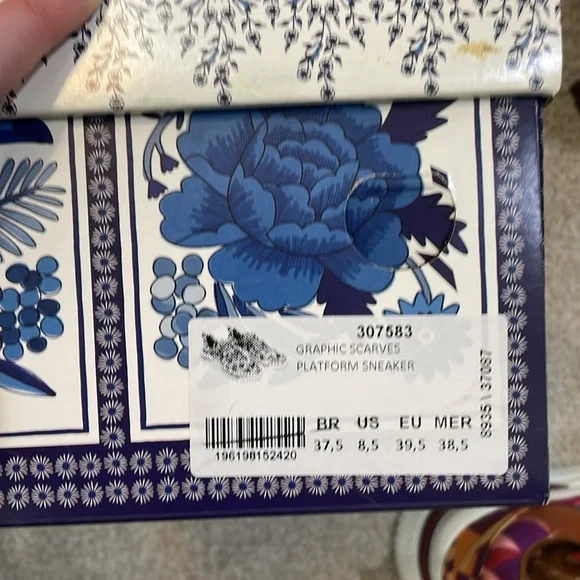 307583
GRAPHIC SCARVES
PLATFORM SNEAKER
BR US EU MER
37,5 8,5 39,5 38,5
196198152420
8935 \ 37087